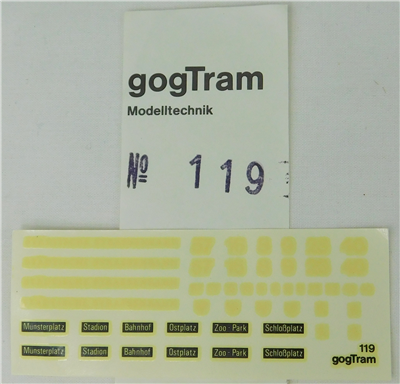 gogTram
Modelltechnik
Nº 119
Münsterplatz Stadion Bahnhof Ostplatz Zoo-Park Schloßplatz
Münsterplatz Stadion Bahnhof Ostplatz Zoo-Park Schloßplatz
119
gogTram